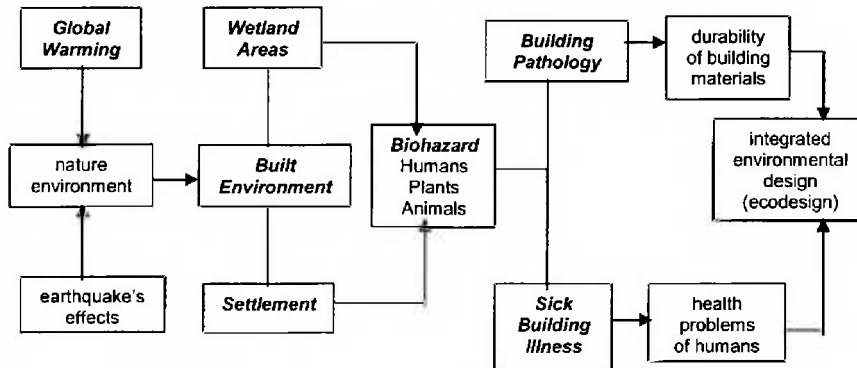 Global
Warming
nature
environment
earthquake's
effects
Wetland
Areas
Built
Environment
Settlement
Biohazard
Humans
Plants
Animals
Building
Pathology
Sick
Building
Illness
durability
of building
materials
health
problems
of humans
integrated
environmental
design
(ecodesign)